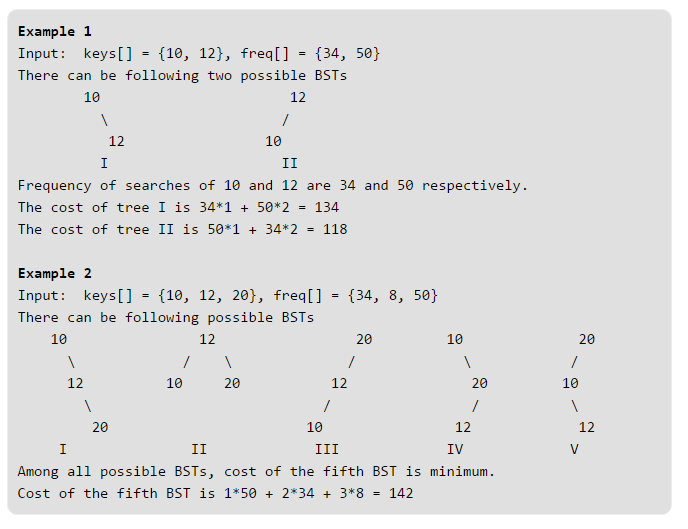 Example 1
Input:  keys[] = {10, 12}, freq[] = {34, 50}
There can be following two possible BSTs
        10                       12
          \                     /
           12                 10
          I                     II
Frequency of searches of 10 and 12 are 34 and 50 respectively.
The cost of tree I is 34*1 + 50*2 = 134
The cost of tree II is 50*1 + 34*2 = 118

Example 2
Input:  keys[] = {10, 12, 20}, freq[] = {34, 8, 50}
There can be following possible BSTs
    10                12                 20         10              20
      \             /    \              /             \            /
      12          10     20           12               20         10
        \                            /                /            \
         20                        10                12             12
     I               II             III             IV             V
Among all possible BSTs, cost of the fifth BST is minimum.
Cost of the fifth BST is 1*50 + 2*34 + 3*8 = 142